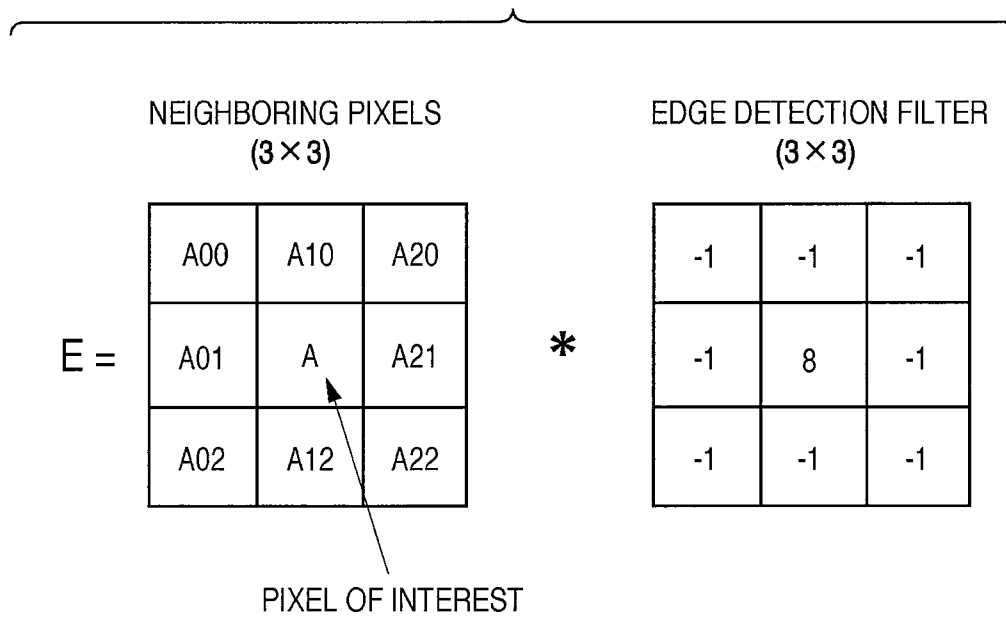 NEIGHBORING PIXELS
(3×3)
EDGE DETECTION FILTER
(3×3)
E =
A00 A10 A20
A01 A A21
A02 A12 A22
*
-1 -1 -1
-1 8 -1
-1 -1 -1
PIXEL OF INTEREST